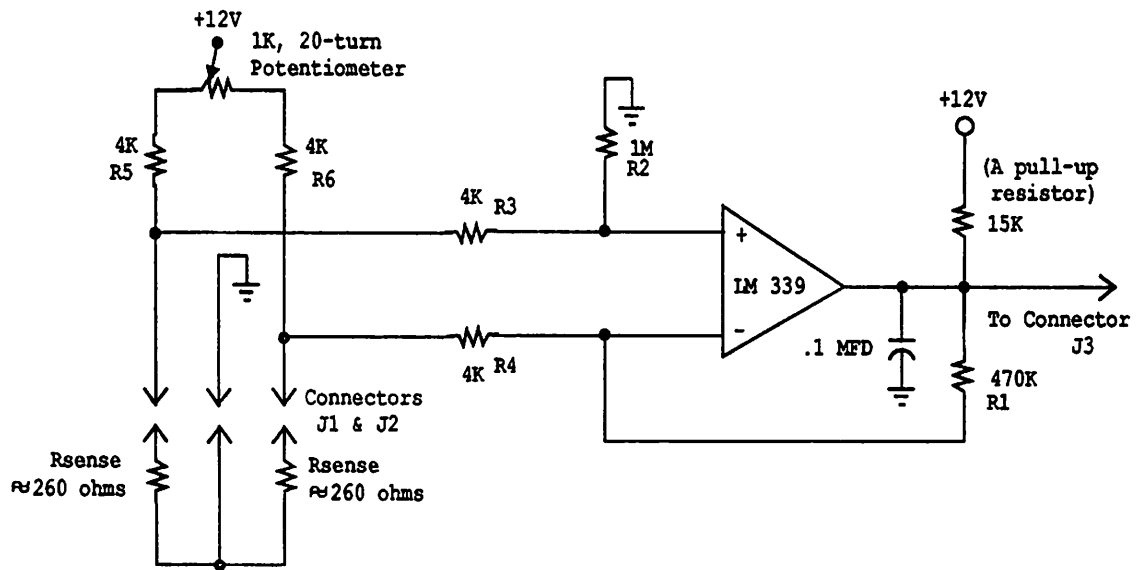 +12V
1K, 20-turn
Potentiometer
4K
R5
4K
R6
1M
R2
4K R3
+12V
(A pull-up
resistor)
15K
+
LM 339
-
4K R4
.1 MFD
To Connector
J3
470K
R1
Connectors
J1 & J2
Rsense
≈260 ohms
Rsense
≈260 ohms